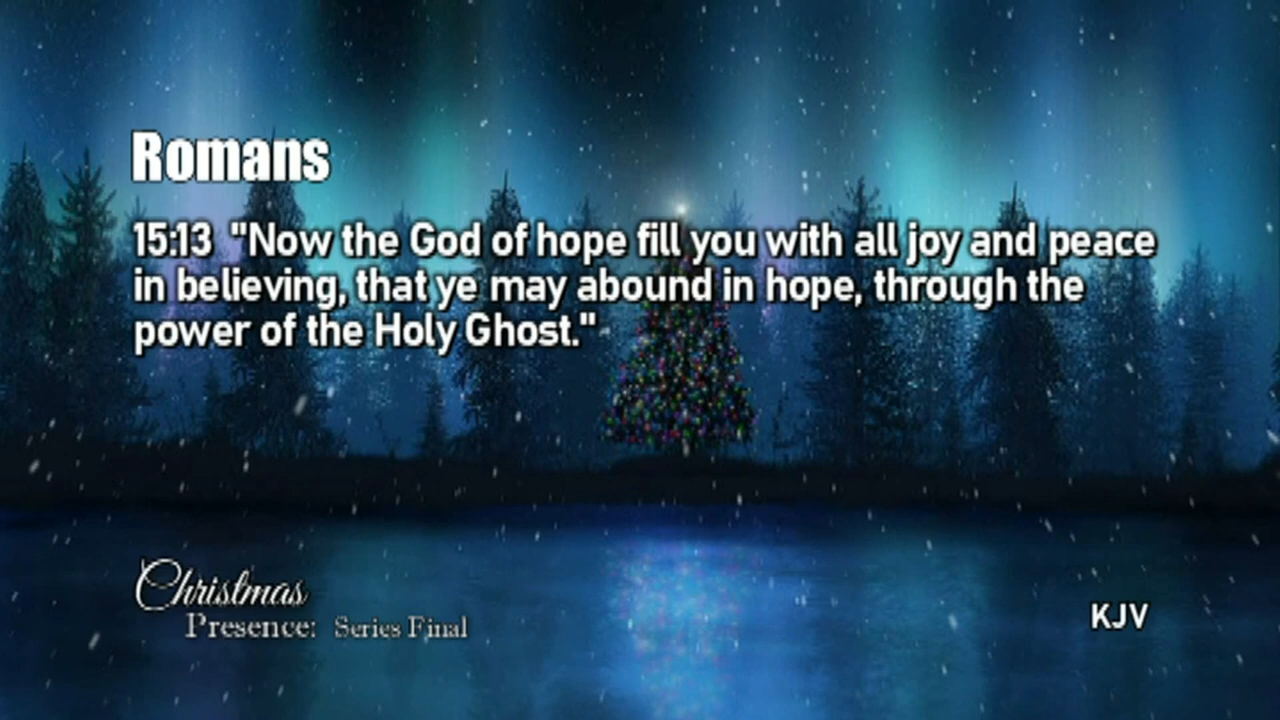 Romans
15:13 "Now the God of hope fill you with all joy and peace
in believing, that ye may abound in hope, through the
power of the Holy Ghost."
Christmas
Presence: Series Final
KJV